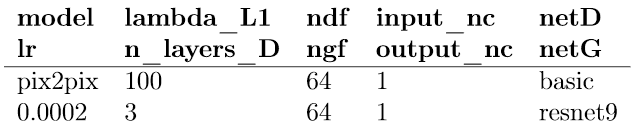 model lambda_L1 ndf input_nc netD
lr n_layers_D ngf output_nc netG
pix2pix 100 64 1 basic
0.0002 3 64 1 resnet9